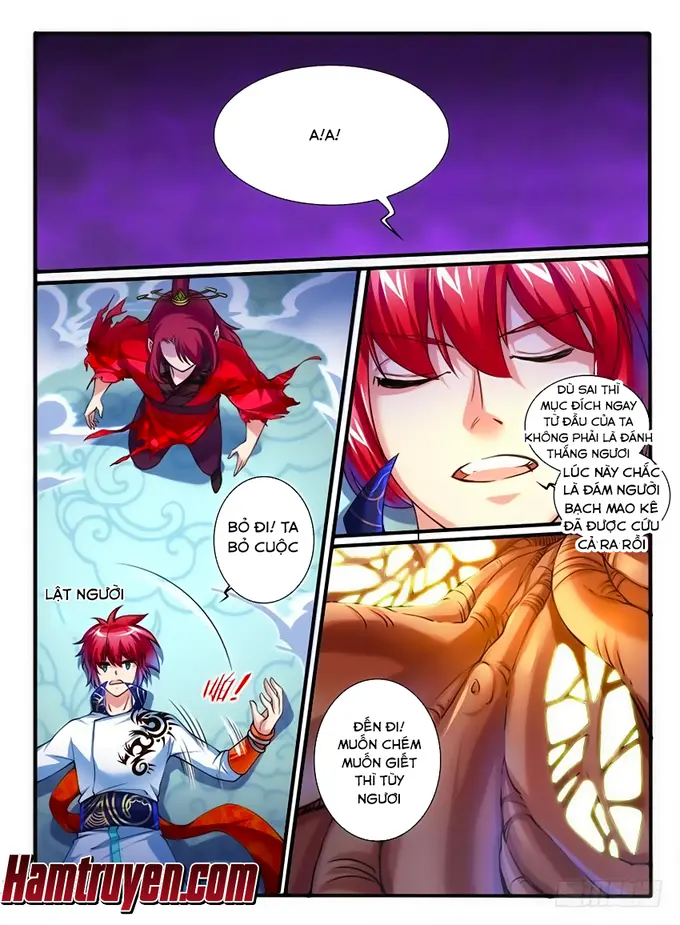 A!A!
DÙ SAI THÌ
MỤC ĐÍCH NGAY
TỪ ĐẦU CỦA TA
KHÔNG PHẢI LÀ ĐÁNH
THẮNG NGƯƠI
LÚC NÀY CHẮC
LÀ ĐÁM NGƯỜI
BẠCH MAO KÊ
ĐÃ ĐƯỢC CỨU
CẢ RA RỒI
BỎ ĐI! TA
BỎ CUỘC
LẬT NGƯỜI
ĐẾN ĐI!
MUỐN CHÉM
MUỐN GIẾT
THÌ TÙY
NGƯƠI
Hamtruyen.com